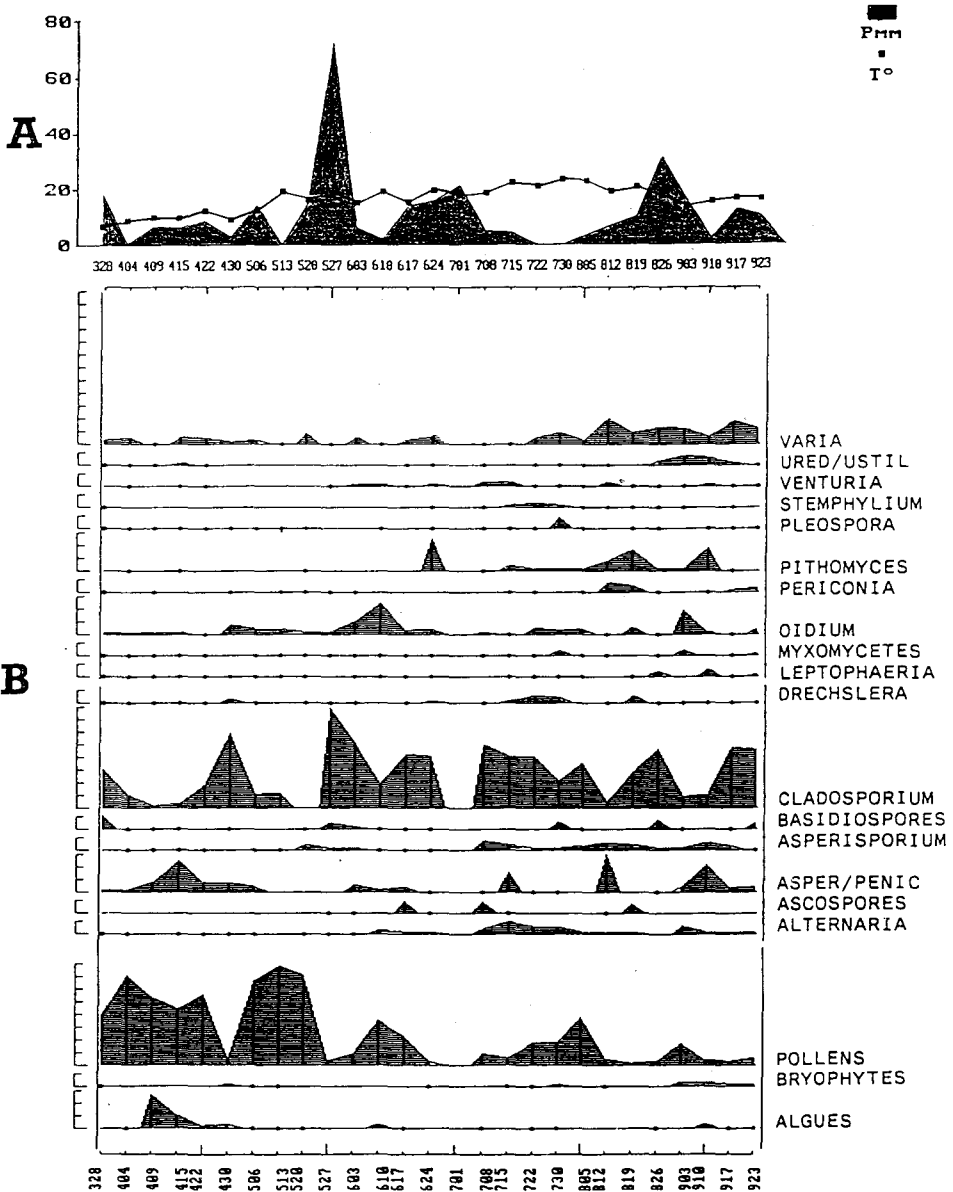 80
60
40
20
0
A
Pmm
T°
328 404 409 415 422 430 506 513 520 527 603 610 617 624 701 708 715 722 730 805 812 819 826 903 910 917 923
B
VARIA
URED/USTIL
VENTURIA
STEMPHYLIUM
PLEOSPORA
PITHOMYCES
PERICONIA
OIDIUM
MYXOMYCETES
LEPTOPHAERIA
DRECHSLERA
CLADOSPORIUM
BASIDIOSPORES
ASPERISPORIUM
ASPER/PENIC
ASCOSPORES
ALTERNARIA
POLLENS
BRYOPHYTES
ALGUES
328 404 409 415 422 430 506 513 520 527 603 610 617 624 701 708 715 722 730 805 812 819 826 903 910 917 923